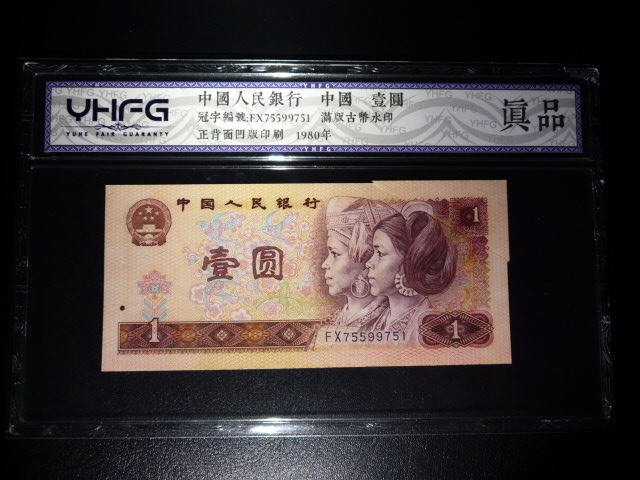 YHFG
YUHE FAIR GUARANTY
中國人民銀行 中國 壹圓
冠字編號:FX75599751 滿版古幣水印
正背面凹版印刷 1980年
真品
中国人民银行
壹圆
1
1
1
FX75599751